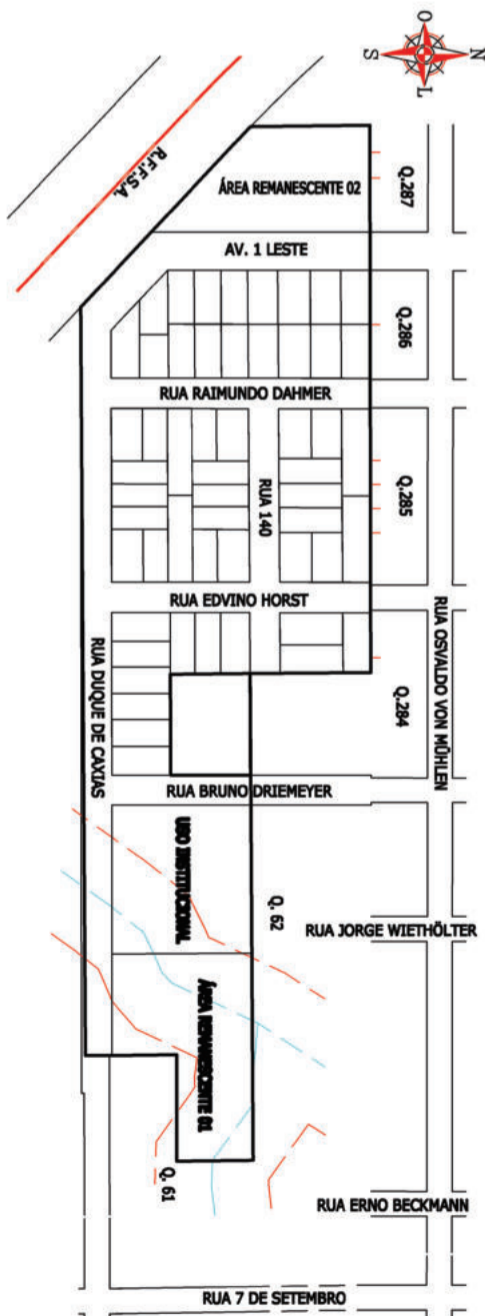 O
N
S
L
R.F.F.S.A.
ÁREA REMANESCENTE 02
Q.287
AV. 1 LESTE
Q.286
RUA RAIMUNDO DAHMER
RUA 140
Q.285
RUA EDVINO HORST
RUA DUQUE DE CAXIAS
RUA OSVALDO VON MÜHLEN
Q.284
RUA BRUNO DRIEMEYER
USO INSTITUCIONAL
Q. 62
RUA JORGE WIETHÖLTER
ÁREA REMANESCENTE 01
Q. 61
RUA ERNO BECKMANN
RUA 7 DE SETEMBRO